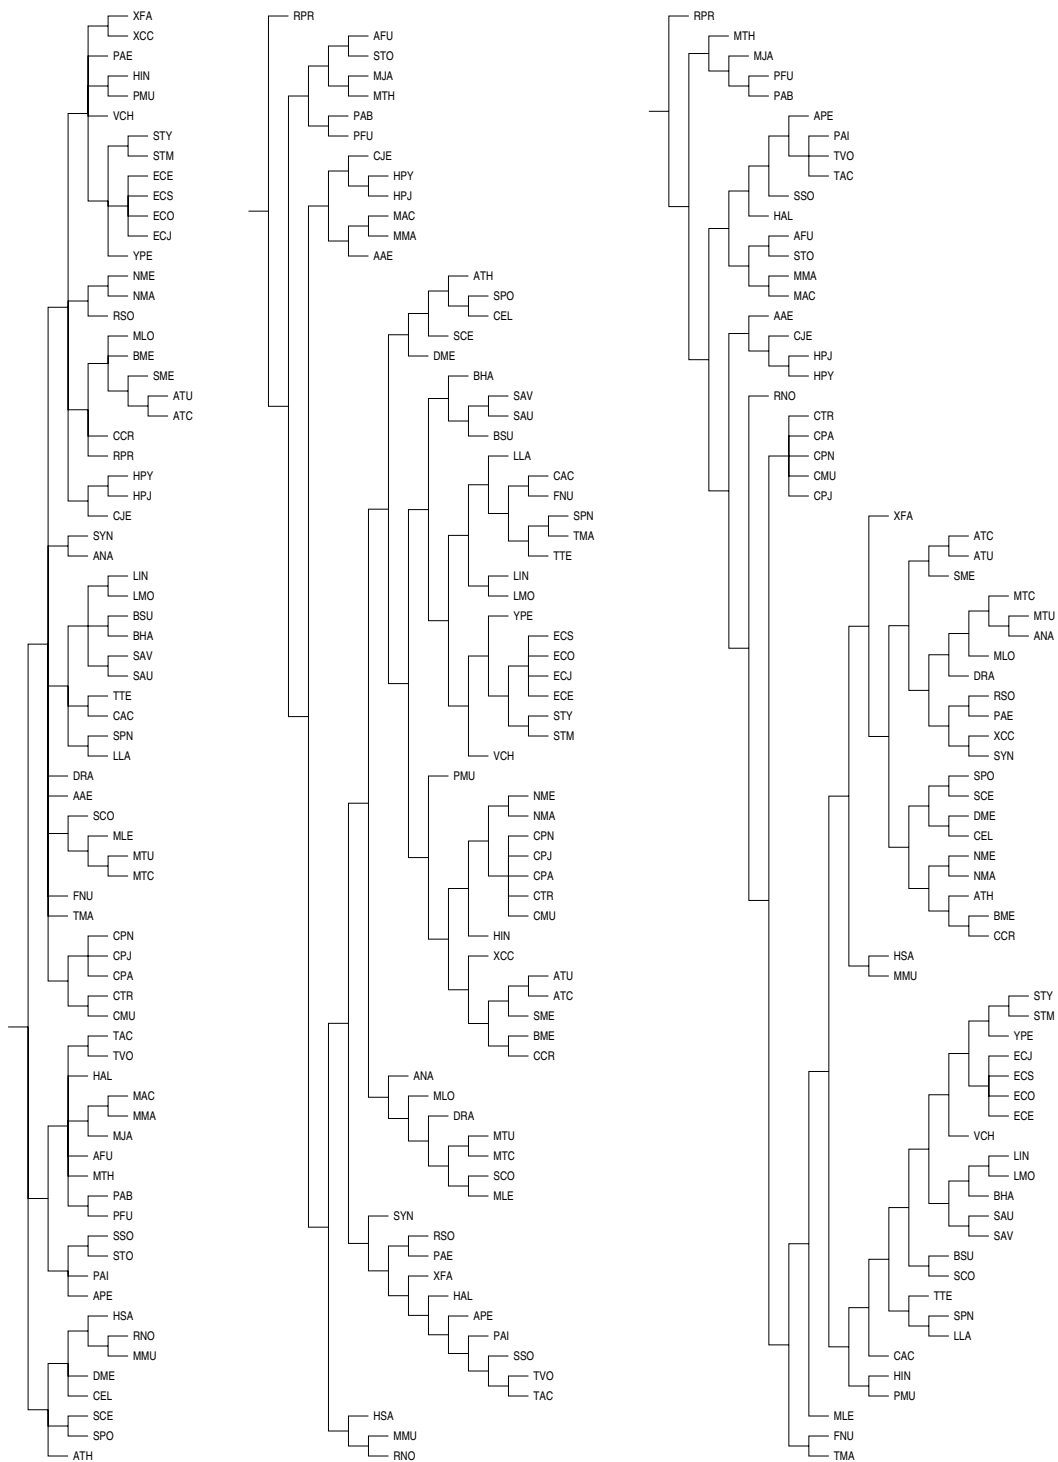 XFA
XCC
PAE
HIN
PMU
VCH
STY
STM
ECE
ECS
ECO
ECJ
YPE
NME
NMA
RSO
MLO
BME
SME
ATU
ATC
CCR
RPR
HPY
HPJ
CJE
SYN
ANA
LIN
LMO
BSU
BHA
SAV
SAU
TTE
CAC
SPN
LLA
DRA
AAE
SCO
MLE
MTU
MTC
FNU
TMA
CPN
CPJ
CPA
CTR
CMU
TAC
TVO
HAL
MAC
MMA
MJA
AFU
MTH
PAB
PFU
SSO
STO
PAI
APE
HSA
RNO
MMU
DME
CEL
SCE
SPO
ATH
RPR
AFU
STO
MJA
MTH
PAB
PFU
CJE
HPY
HPJ
MAC
MMA
AAE
ATH
SPO
CEL
SCE
DME
BHA
SAV
SAU
BSU
LLA
CAC
FNU
SPN
TMA
TTE
LIN
LMO
YPE
ECS
ECO
ECJ
ECE
STY
STM
VCH
PMU
NME
NMA
CPN
CPJ
CPA
CTR
CMU
HIN
XCC
ATU
ATC
SME
BME
CCR
ANA
MLO
DRA
MTU
MTC
SCO
MLE
SYN
RSO
PAE
XFA
HAL
APE
PAI
SSO
TVO
TAC
HSA
MMU
RNO
RPR
MTH
MJA
PFU
PAB
APE
PAI
TVO
TAC
SSO
HAL
AFU
STO
MMA
MAC
AAE
CJE
HPJ
HPY
RNO
CTR
CPA
CPN
CMU
CPJ
XFA
ATC
ATU
SME
MTC
MTU
ANA
MLO
DRA
RSO
PAE
XCC
SYN
SPO
SCE
DME
CEL
NME
NMA
ATH
BME
CCR
HSA
MMU
STY
STM
YPE
ECJ
ECS
ECO
ECE
VCH
LIN
LMO
BHA
SAU
SAV
BSU
SCO
TTE
SPN
LLA
CAC
HIN
PMU
MLE
FNU
TMA